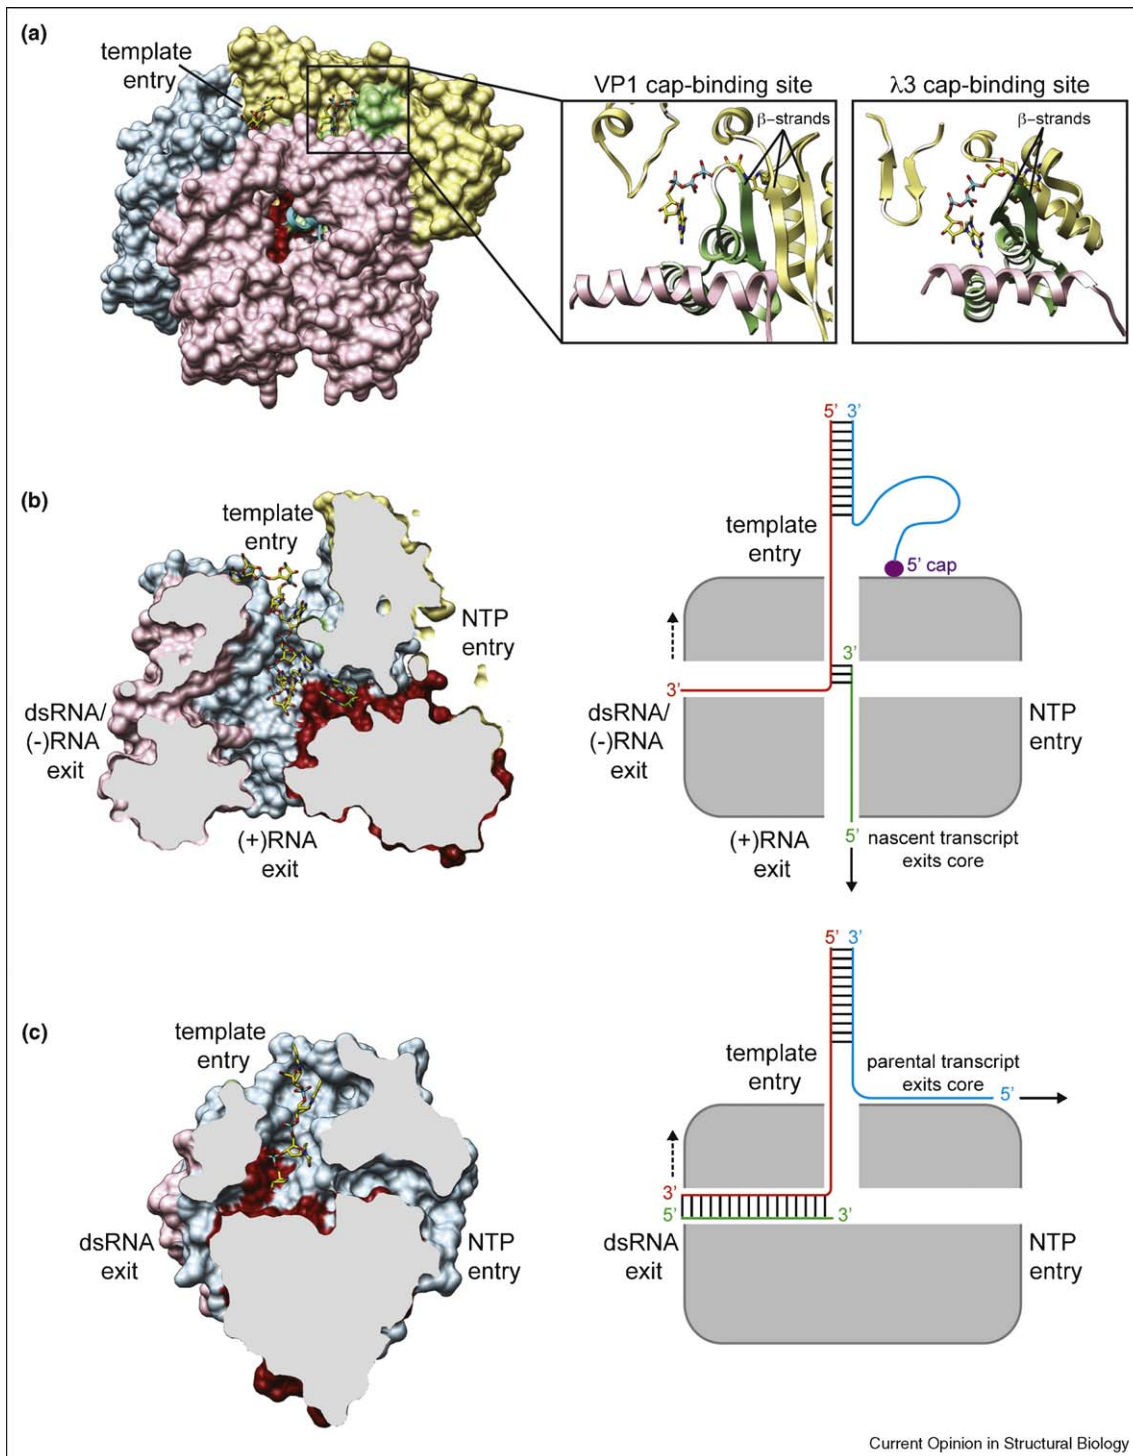 (a)
template
entry
VP1 cap-binding site
β-strands
λ3 cap-binding site
β-strands
(b)
template
entry
NTP
entry
dsRNA/
(-)RNA
exit
(+)RNA
exit
5' 3'
template
entry
5' cap
3'
3'
dsRNA/
(-)RNA
exit
NTP
entry
(+)RNA
exit
5' nascent transcript
exits core
(c)
template
entry
dsRNA
exit
NTP
entry
5' 3'
template
entry
parental transcript
exits core
5'
3'
5' 3'
dsRNA
exit
NTP
entry
Current Opinion in Structural Biology